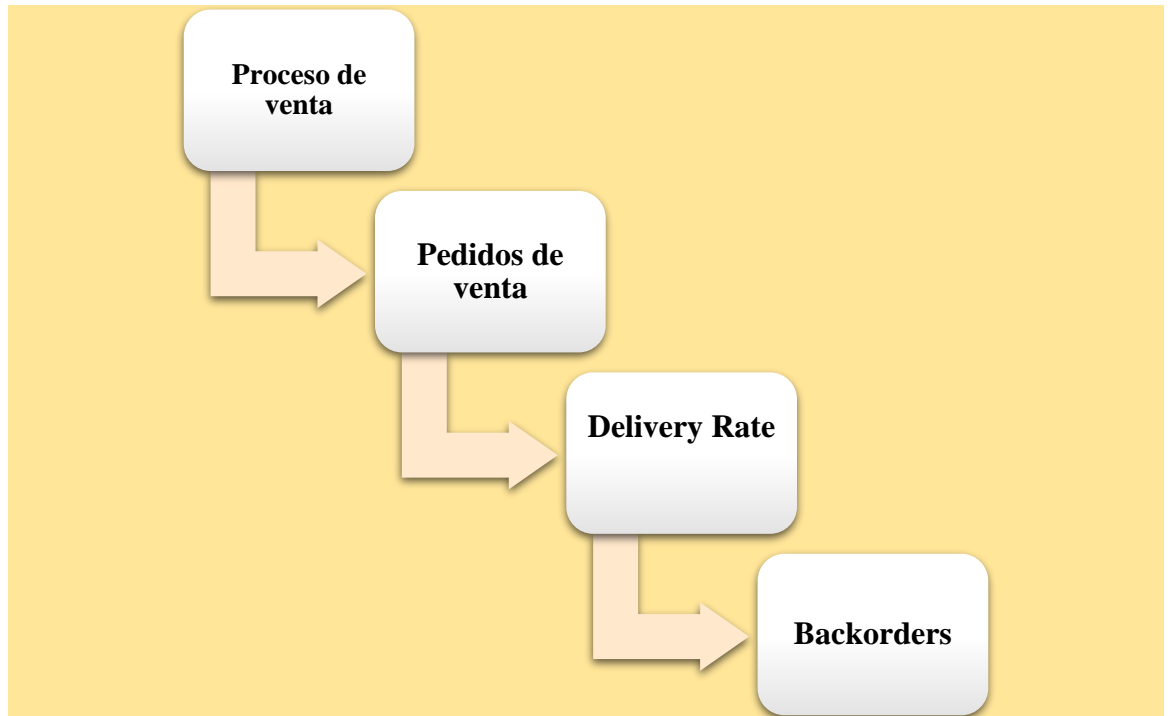 Proceso de
venta
Pedidos de
venta
Delivery Rate
Backorders